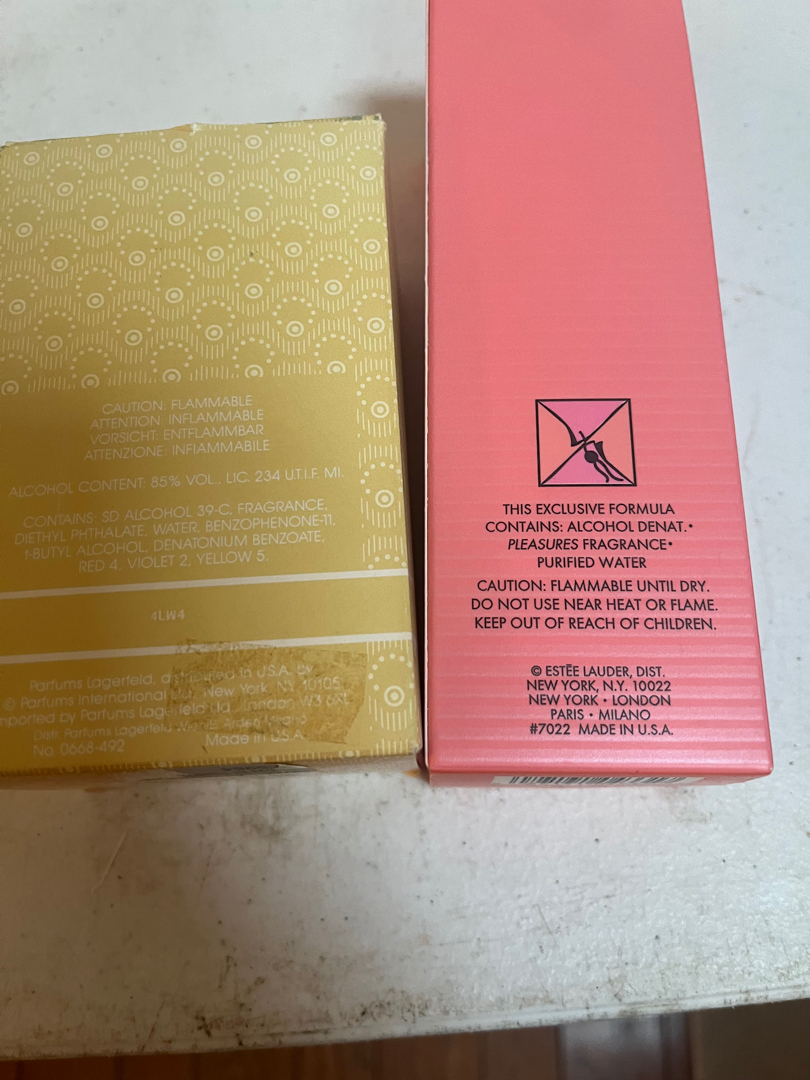 CAUTION: FLAMMABLE
ATTENTION: INFLAMMABLE
VORSICHT: ENTFLAMMBAR
ATTENZIONE: INFIAMMABILE
ALCOHOL CONTENT: 85% VOL., LIC. 234 U.T.I.F. MI.
CONTAINS: SD ALCOHOL 39-C, FRAGRANCE,
DIETHYL PHTHALATE, WATER, BENZOPHENONE-11,
t-BUTYL ALCOHOL, DENATONIUM BENZOATE,
RED 4, VIOLET 2, YELLOW 5.
4LW4
Parfums Lagerfeld, distributed in U.S.A. by
© Parfums International Ltd., New York, NY 10105
Imported by Parfums Lagerfeld Ltd., London W3 6XL
Distr. Parfums Lagerfeld
Made in U.S.A.
No. 0668-492
THIS EXCLUSIVE FORMULA
CONTAINS: ALCOHOL DENAT.•
PLEASURES FRAGRANCE•
PURIFIED WATER
CAUTION: FLAMMABLE UNTIL DRY.
DO NOT USE NEAR HEAT OR FLAME.
KEEP OUT OF REACH OF CHILDREN.
© ESTĒE LAUDER, DIST.
NEW YORK, N.Y. 10022
NEW YORK • LONDON
PARIS • MILANO
#7022 MADE IN U.S.A.